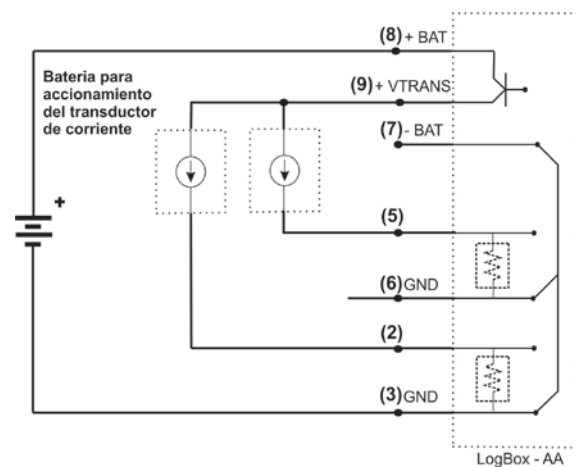 (8) + BAT
Bateria para
accionamiento
del transductor
de corriente
(9) + VTRANS
(7) - BAT
+
(5)
(6) GND
(2)
(3) GND
LogBox - AA